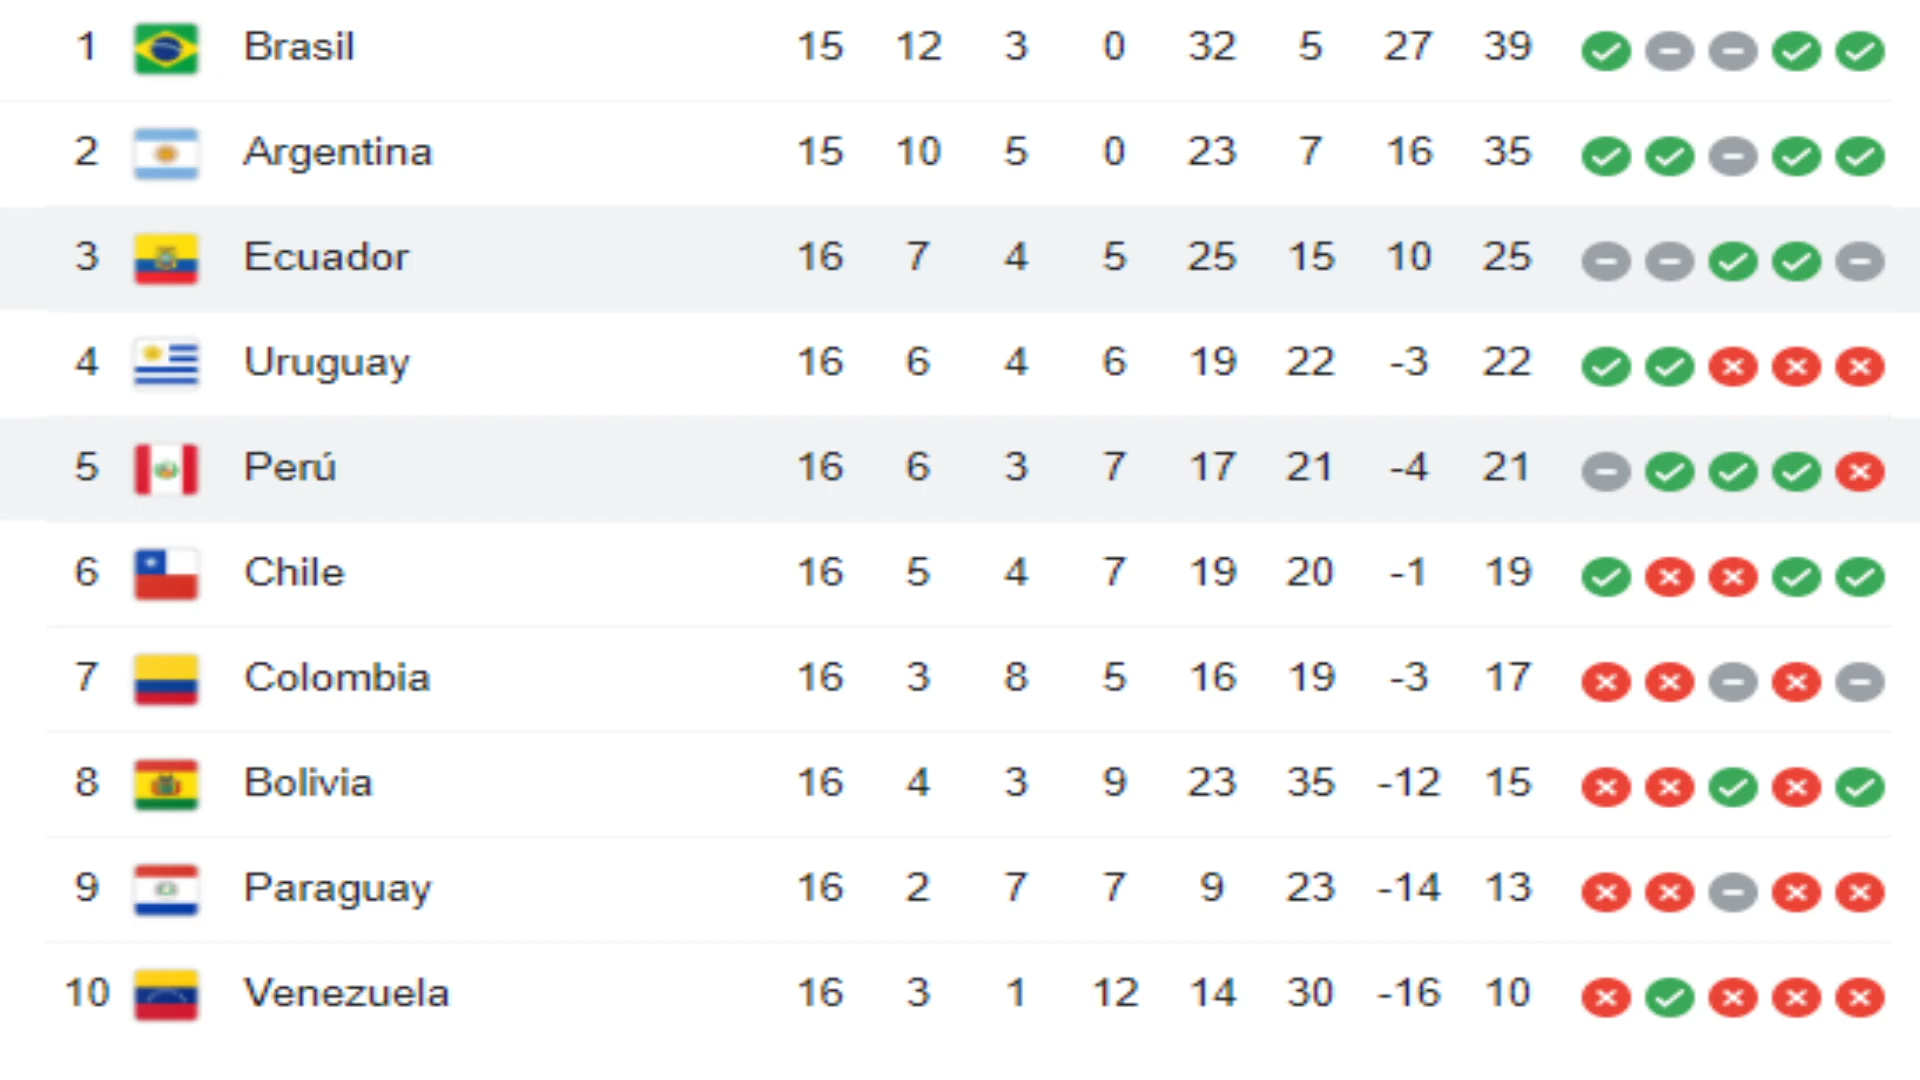 1 Brasil 15 12 3 0 32 5 27 39
2 Argentina 15 10 5 0 23 7 16 35
3 Ecuador 16 7 4 5 25 15 10 25
4 Uruguay 16 6 4 6 19 22 -3 22
5 Perú 16 6 3 7 17 21 -4 21
6 Chile 16 5 4 7 19 20 -1 19
7 Colombia 16 3 8 5 16 19 -3 17
8 Bolivia 16 4 3 9 23 35 -12 15
9 Paraguay 16 2 7 7 9 23 -14 13
10 Venezuela 16 3 1 12 14 30 -16 10